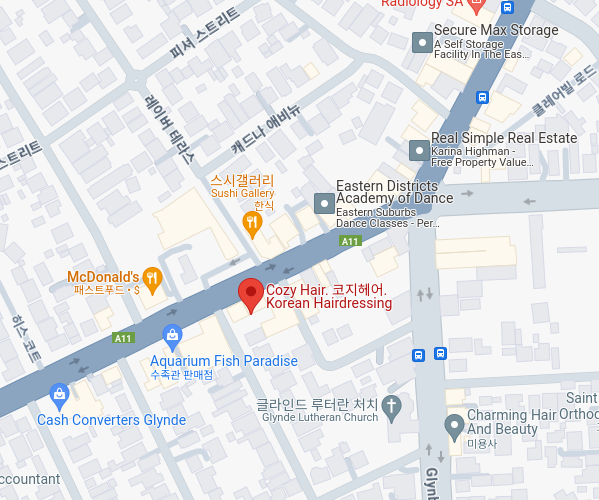 Radiology SA
Secure Max Storage
A Self Storage
Facility In The Eas…
피셔 스트리트
클레어빌 로드
레이버 테라스
캐드나 애비뉴
스트리트
Real Simple Real Estate
Karina Highman -
Free Property Value…
스시갤러리
Sushi Gallery
한식
Eastern Districts
Academy of Dance
Eastern Suburbs
Dance Classes - Per…
A11
McDonald's
패스트푸드 • $
Cozy Hair. 코지헤어.
Korean Hairdressing
히스 코트
A11
Aquarium Fish Paradise
수족관 판매점
Cash Converters Glynde
글라인드 루터란 처치
Glynde Lutheran Church
Charming Hair
And Beauty
미용사
Saint
Orthod
ccountant